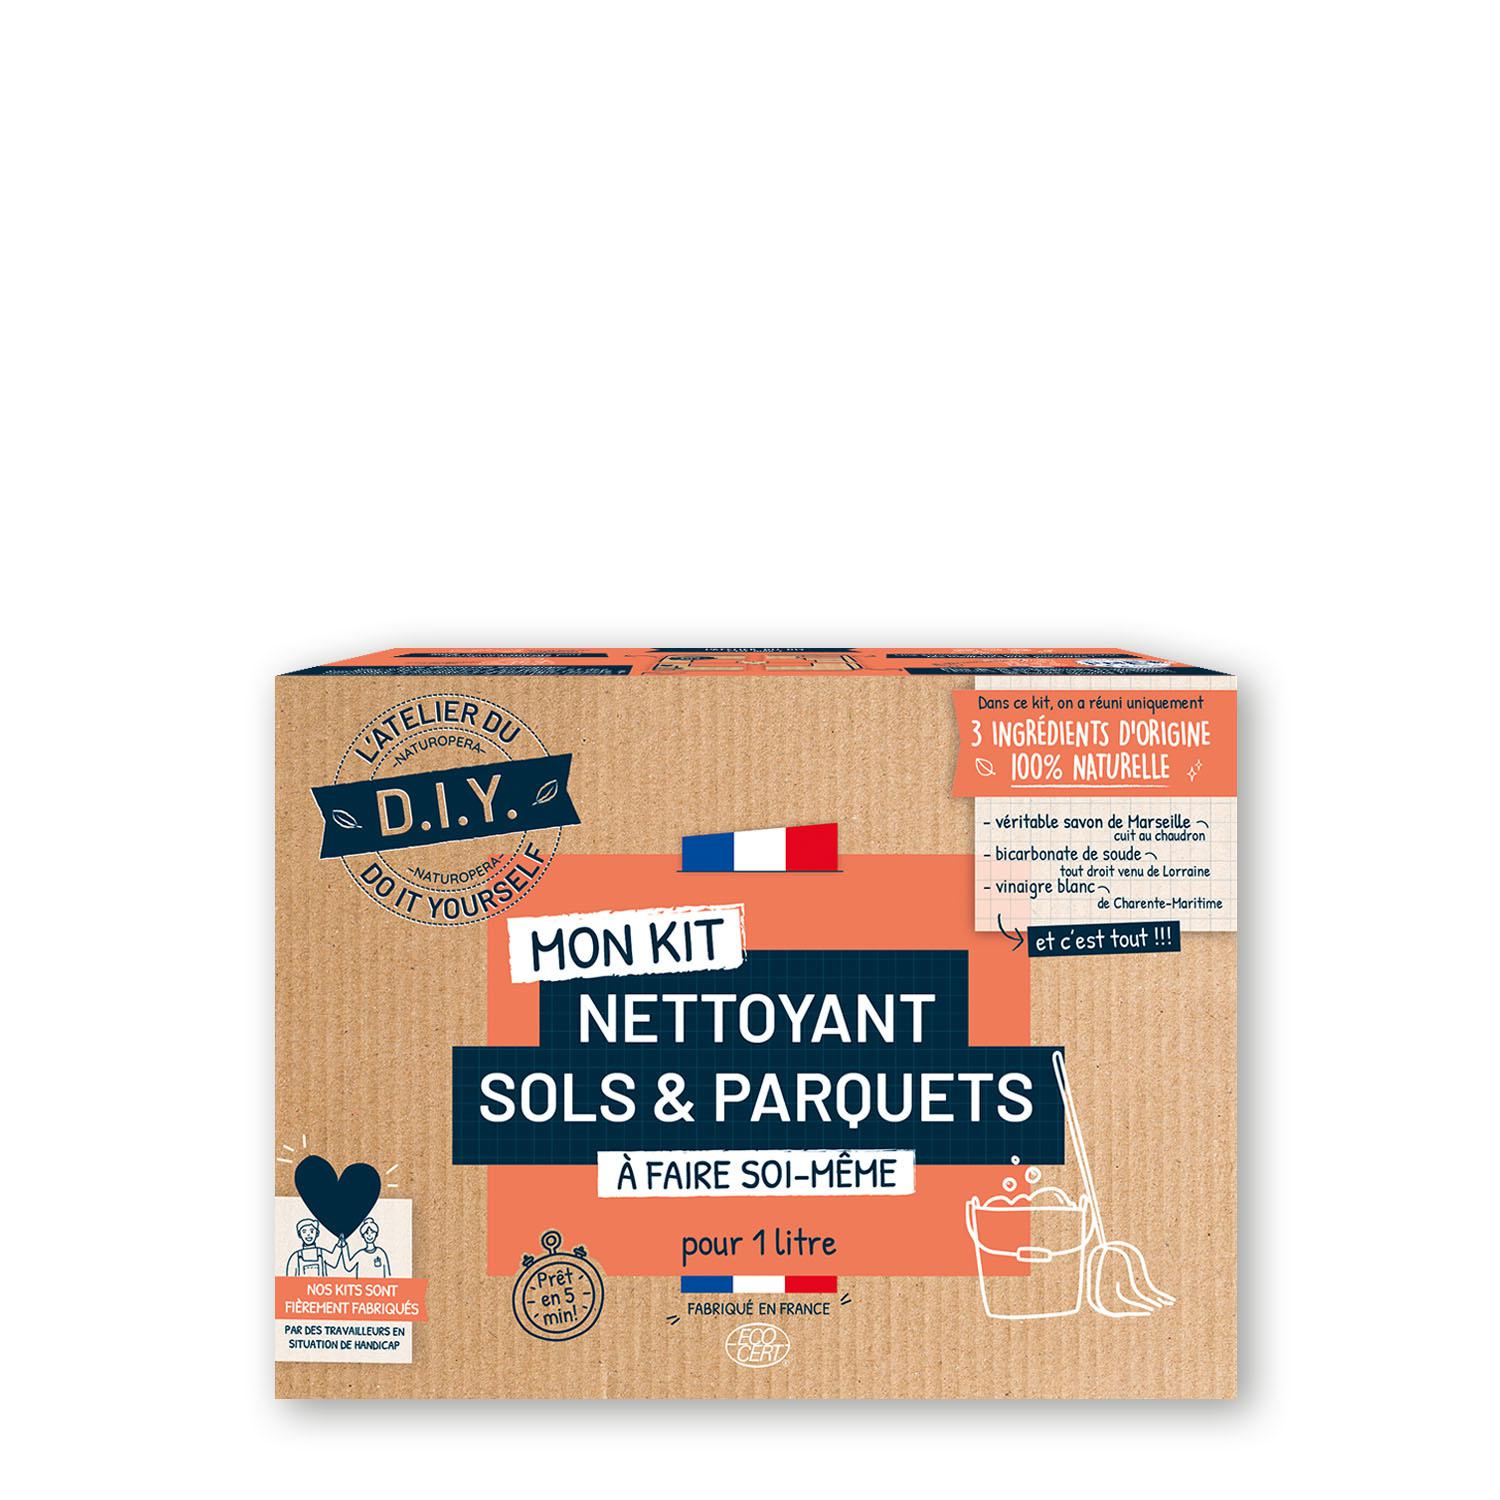 L'ATELIER DU
-NATUROPERA-
D.I.Y.
-NATUROPERA-
DO IT YOURSELF
Dans ce kit, on a réuni uniquement
3 INGRÉDIENTS D'ORIGINE
100% NATURELLE
- véritable savon de Marseille
cuit au chaudron
- bicarbonate de soude
tout droit venu de Lorraine
- vinaigre blanc
de Charente-Maritime
et c'est tout !!!
MON KIT
NETTOYANT
SOLS & PARQUETS
À FAIRE SOI-MÊME
pour 1 litre
Prêt
en 5
min!
FABRIQUÉ EN FRANCE
ECO
CERT
NOS KITS SONT
FIÈREMENT FABRIQUÉS
PAR DES TRAVAILLEURS EN
SITUATION DE HANDICAP